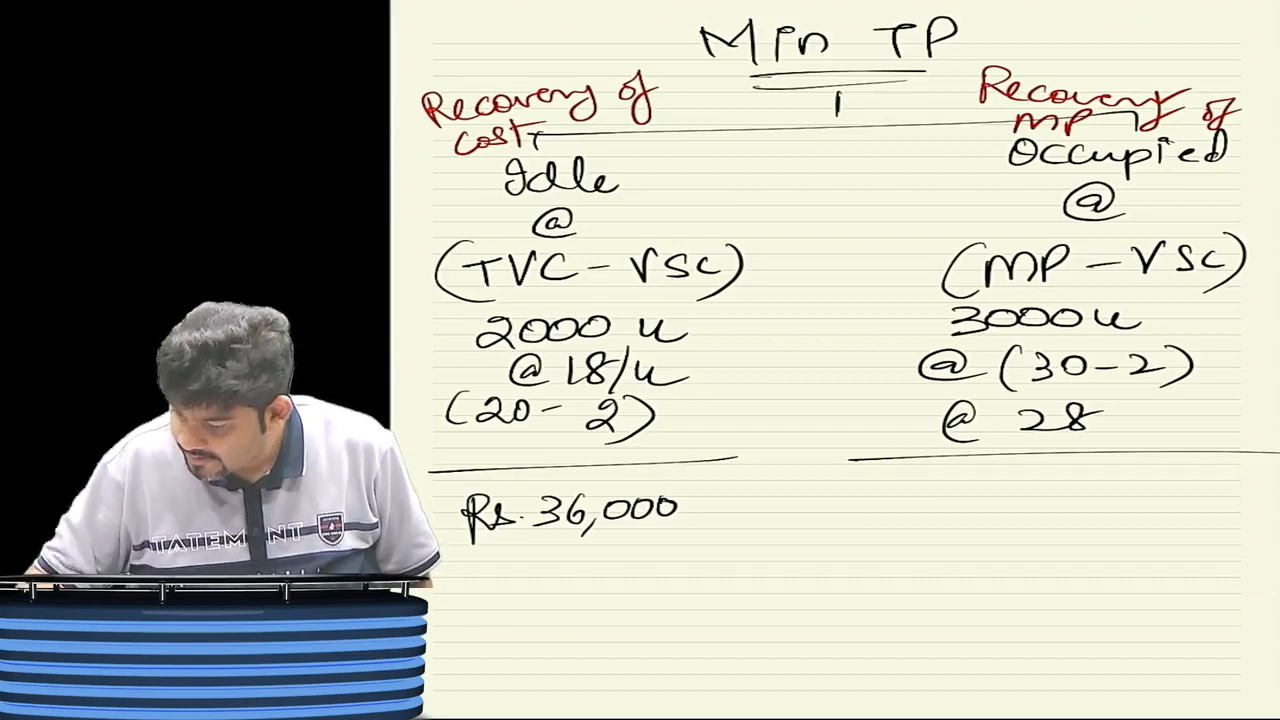 Min TP
Recovery of
cost
Idle
@
(TVC - VSC)
2000 u
@ 18/u
(20 - 2)
Rs. 36,000
Recovery of
MP
Occupied
@
(MP - VSC)
3000 u
@ (30 - 2)
@ 28
TATEMENT